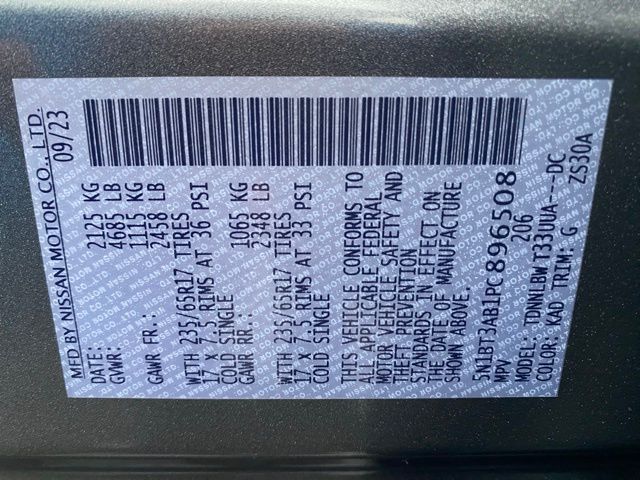 MFD BY NISSAN MOTOR CO., LTD.
DATE: 09/23
GVWR: 2125 KG
4685 LB
GAWR FR.: 1115 KG
2458 LB
WITH 235/65R17 TIRES
17 X 7.5 RIMS AT 36 PSI
COLD SINGLE
GAWR RR.: 1065 KG
2348 LB
WITH 235/65R17 TIRES
17 X 7.5 RIMS AT 33 PSI
COLD SINGLE
THIS VEHICLE CONFORMS TO
ALL APPLICABLE FEDERAL
MOTOR VEHICLE SAFETY AND
THEFT PREVENTION
STANDARDS IN EFFECT ON
THE DATE OF MANUFACTURE
SHOWN ABOVE.
5N1BT3AB1PC896508
MPV 206
MODEL: TDNNLBW T33UUA---DC
COLOR: KAD TRIM: G ZS30A